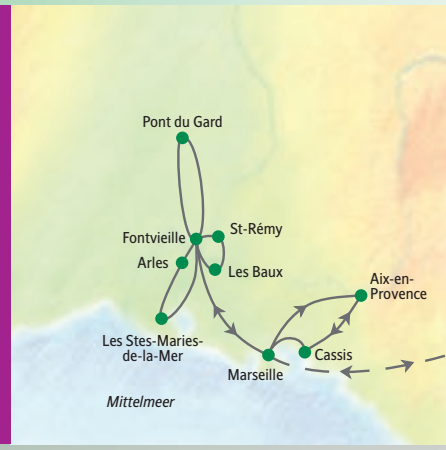 Pont du Gard
Fontvieille
St-Rémy
Arles
Les Baux
Aix-en-
Provence
Les Stes-Maries-
de-la-Mer
Cassis
Marseille
Mittelmeer